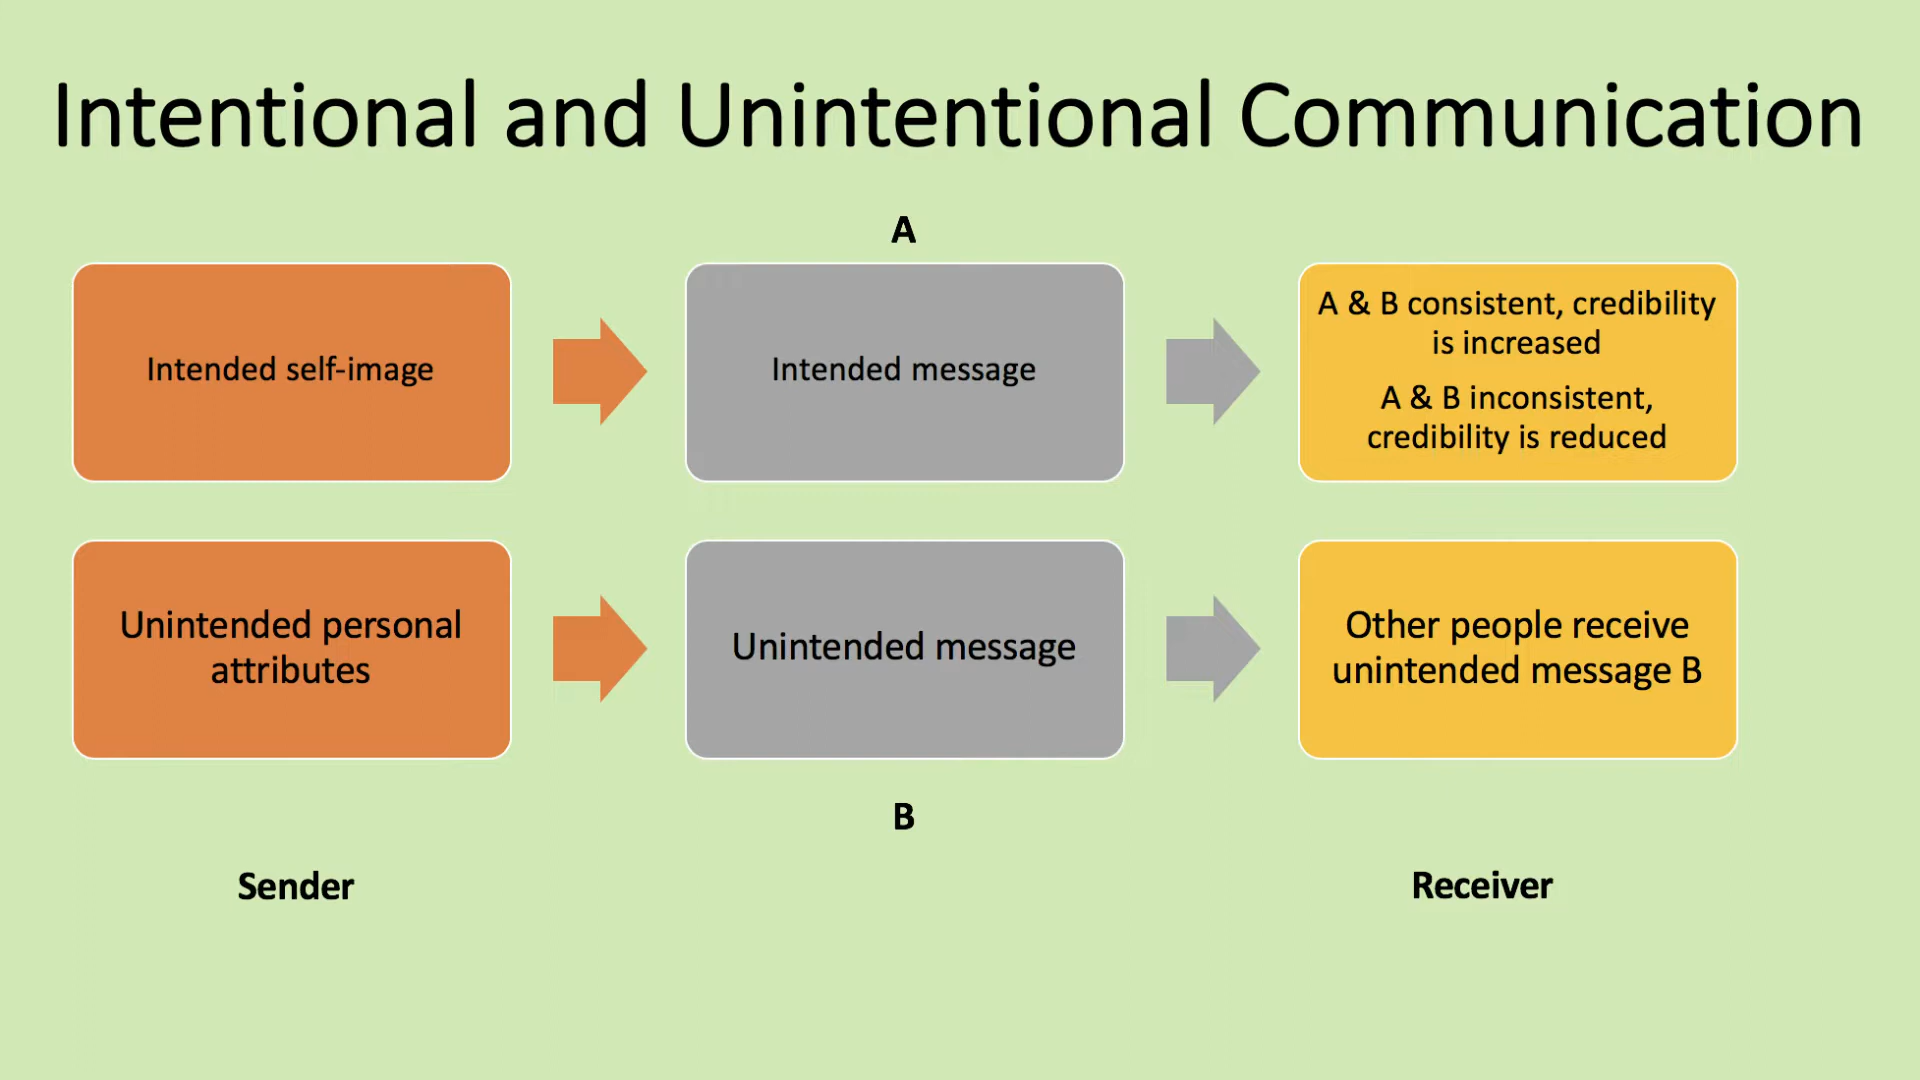 Intentional and Unintentional Communication
A
Intended self-image
Intended message
A & B consistent, credibility
is increased
A & B inconsistent,
credibility is reduced
Unintended personal
attributes
Unintended message
Other people receive
unintended message B
B
Sender
Receiver